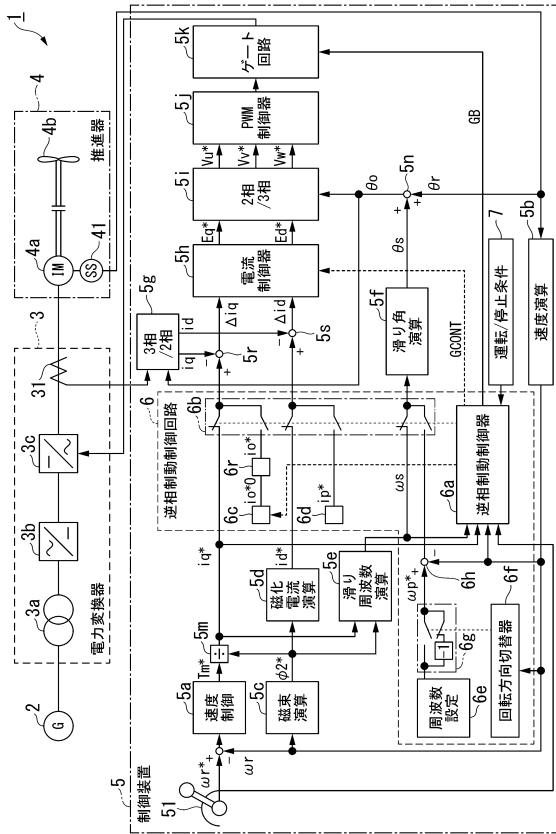 1
2
G
3
3a
3b
3c
31
電力変換器
4
4a
IM
4b
SS
41
推進器
5
制御装置
51
ωr*
+
-
ωr
5a
速度
制御
Tm*
5m
÷
iq*
5c
磁束
演算
φ2*
5d
磁化
電流
演算
id*
5e
滑り
周波数
演算
ωs
6
逆相制動制御回路
6b
6r
io*
6c
io*0
6d
ip*
6a
逆相制動制御器
6e
周波数
設定
6g
-1
6f
回転方向切替器
ωp*
+
-
6h
5g
3相
/2相
iq
id
-
+
5r
Δiq
-
+
5s
Δid
5h
電流
制御器
Eq*
Ed*
5i
2相
/3相
Vu*
Vv*
Vw*
5j
PWM
制御器
5k
ゲート
回路
GB
5f
滑り角
演算
θs
+
+
5n
θo
θr
GCONT
7
運転/停止条件
5b
速度演算